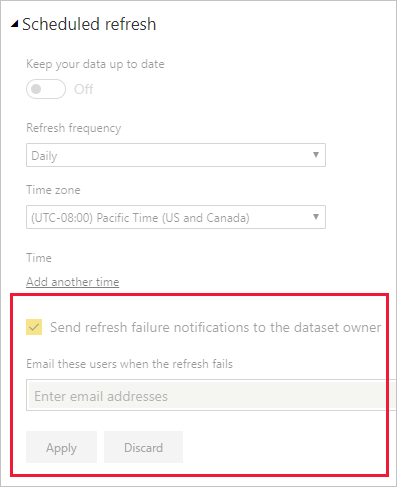 Scheduled refresh
Keep your data up to date
Off
Refresh frequency
Daily
Time zone
(UTC-08:00) Pacific Time (US and Canada)
Time
Add another time
Send refresh failure notifications to the dataset owner
Email these users when the refresh fails
Enter email addresses
Apply Discard